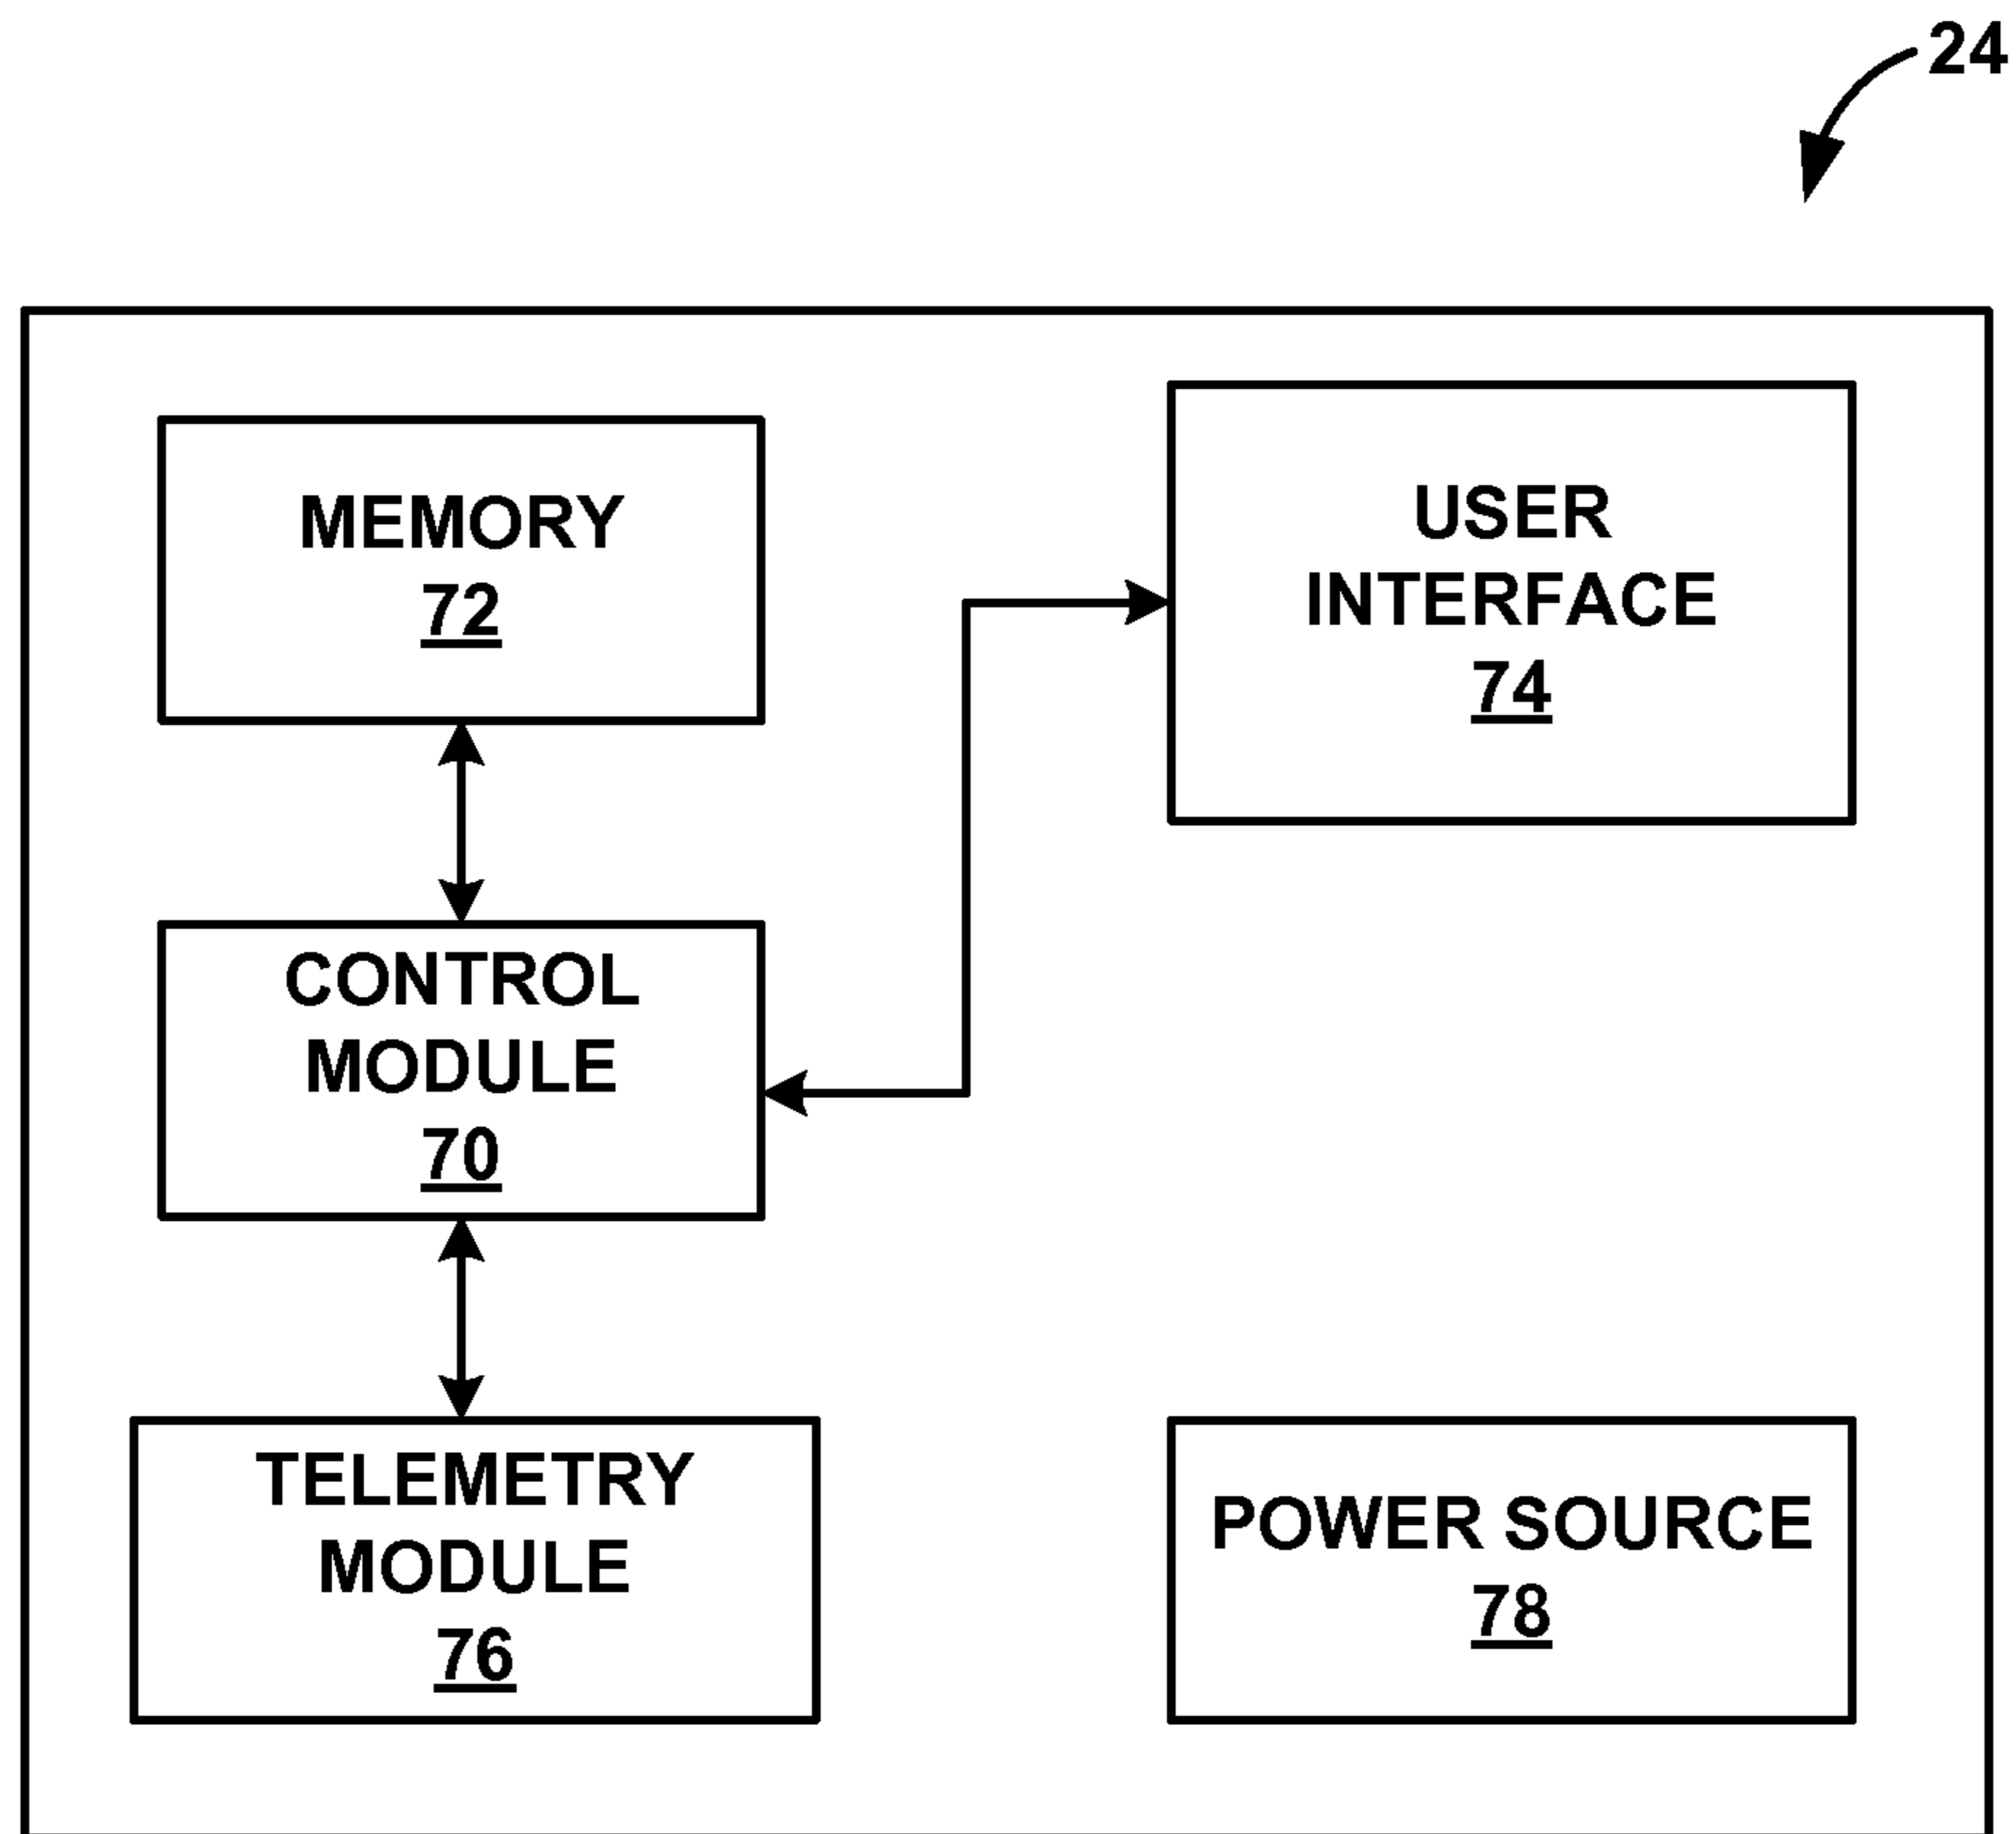 24
MEMORY
72
USER
INTERFACE
74
CONTROL
MODULE
70
TELEMETRY
MODULE
76
POWER SOURCE
78